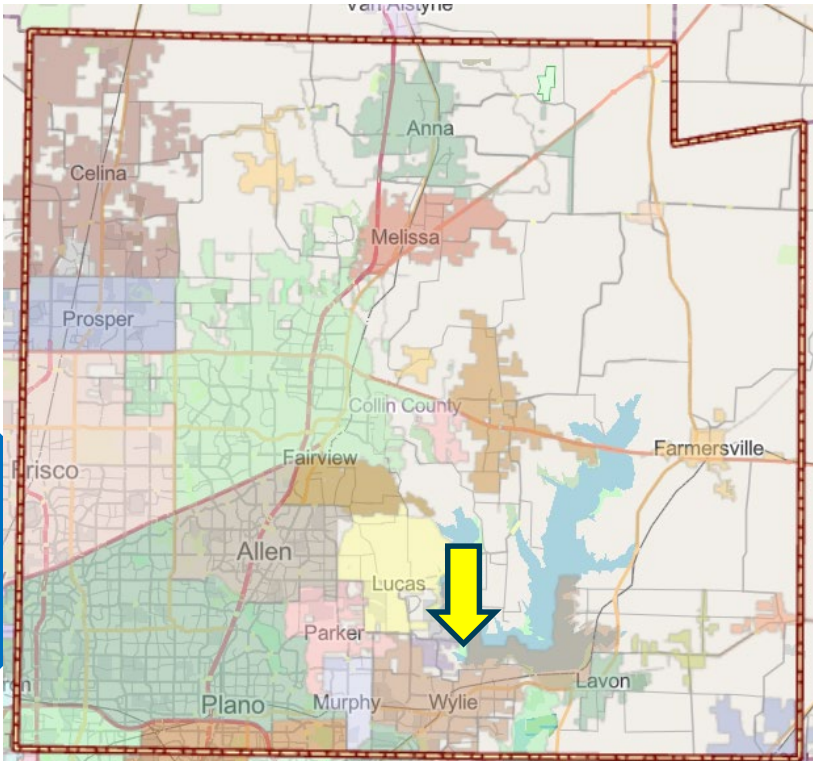 Van Alstyne
Anna
Celina
Melissa
Prosper
Collin County
Farmersville
Fairview
Frisco
Allen
Lucas
Parker
Lavon
Plano
Murphy
Wylie